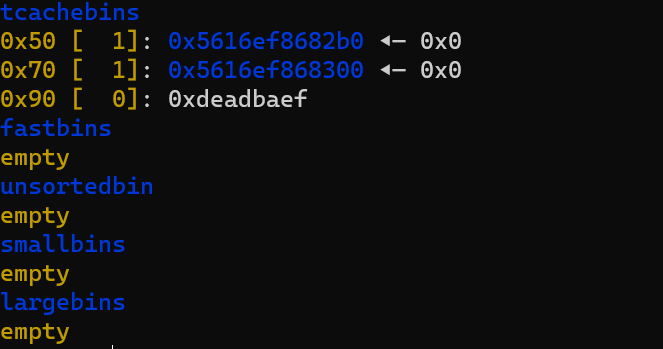 tcachebins
0x50 [  1]: 0x5616ef8682b0 ◂— 0x0
0x70 [  1]: 0x5616ef868300 ◂— 0x0
0x90 [  0]: 0xdeadbaef
fastbins
empty
unsortedbin
empty
smallbins
empty
largebins
empty